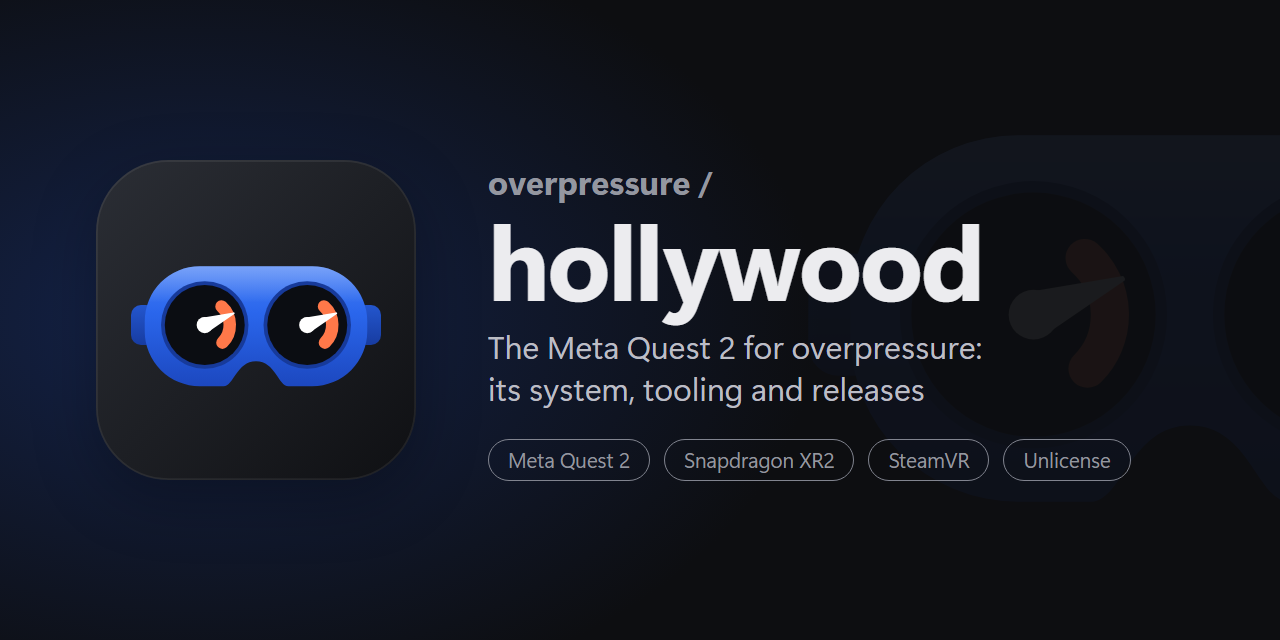 overpressure /
hollywood
The Meta Quest 2 for overpressure:
its system, tooling and releases
Meta Quest 2
Snapdragon XR2
SteamVR
Unlicense